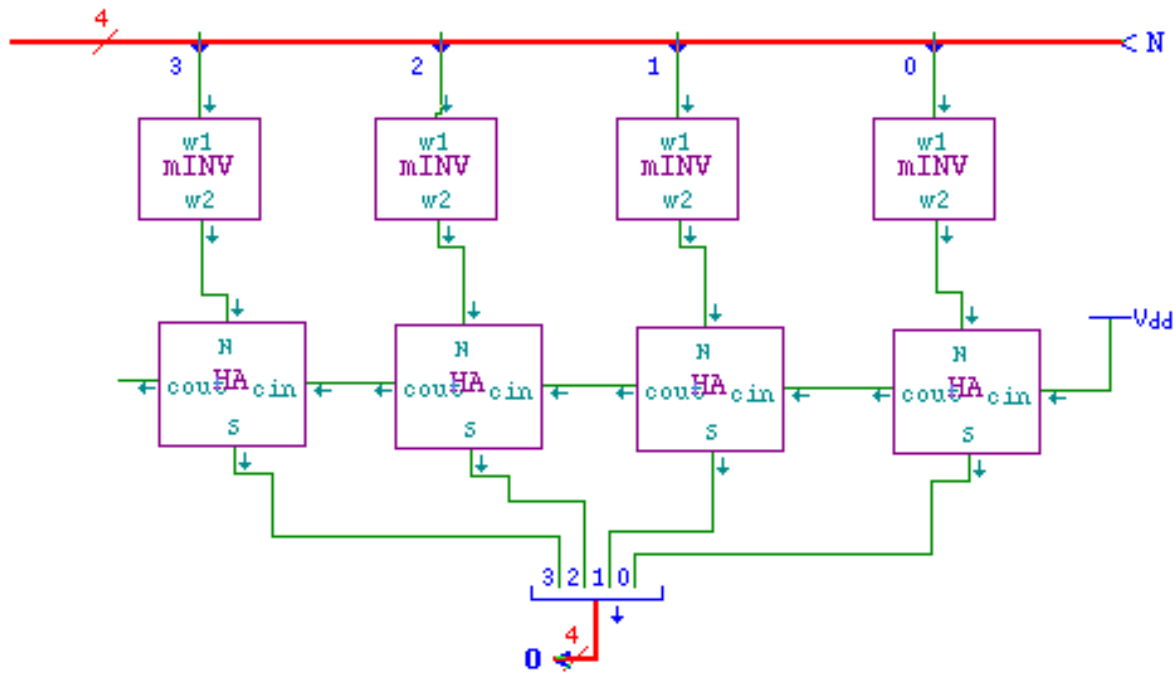 4
N
3 2 1 0
w1 w1 w1 w1
mINV mINV mINV mINV
w2 w2 w2 w2
Vdd
N N N N
cout HA cin cout HA cin cout HA cin cout HA cin
S S S S
3 2 1 0
4
O